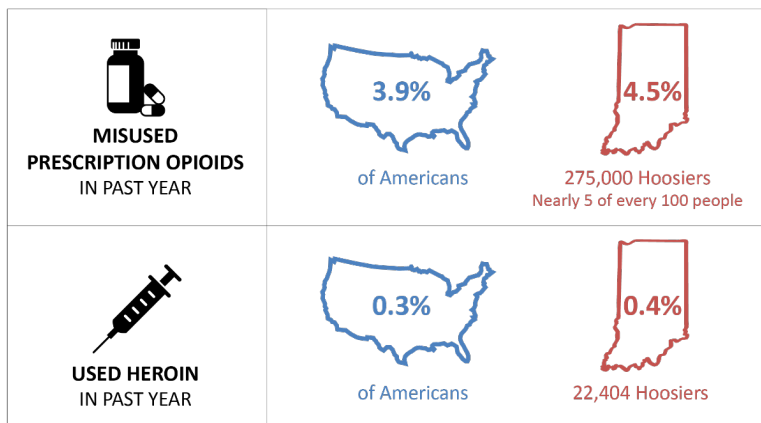 MISUSED
PRESCRIPTION OPIOIDS
IN PAST YEAR
3.9%
of Americans
4.5%
275,000 Hoosiers
Nearly 5 of every 100 people
USED HEROIN
IN PAST YEAR
0.3%
of Americans
0.4%
22,404 Hoosiers